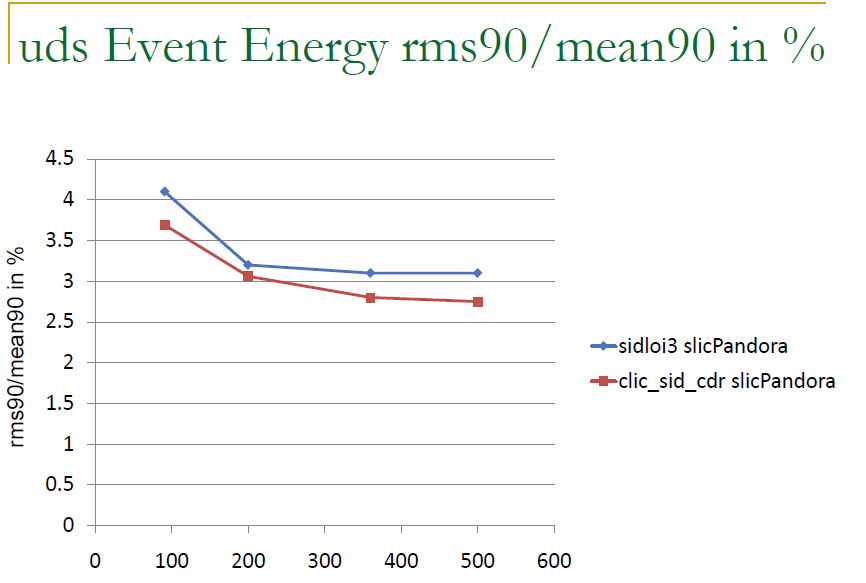 uds Event Energy rms90/mean90 in %
4.5
4
3.5
3
2.5
2
1.5
1
0.5
0
rms90/mean90 in %
0 100 200 300 400 500 600
sidloi3 slicPandora
clic_sid_cdr slicPandora